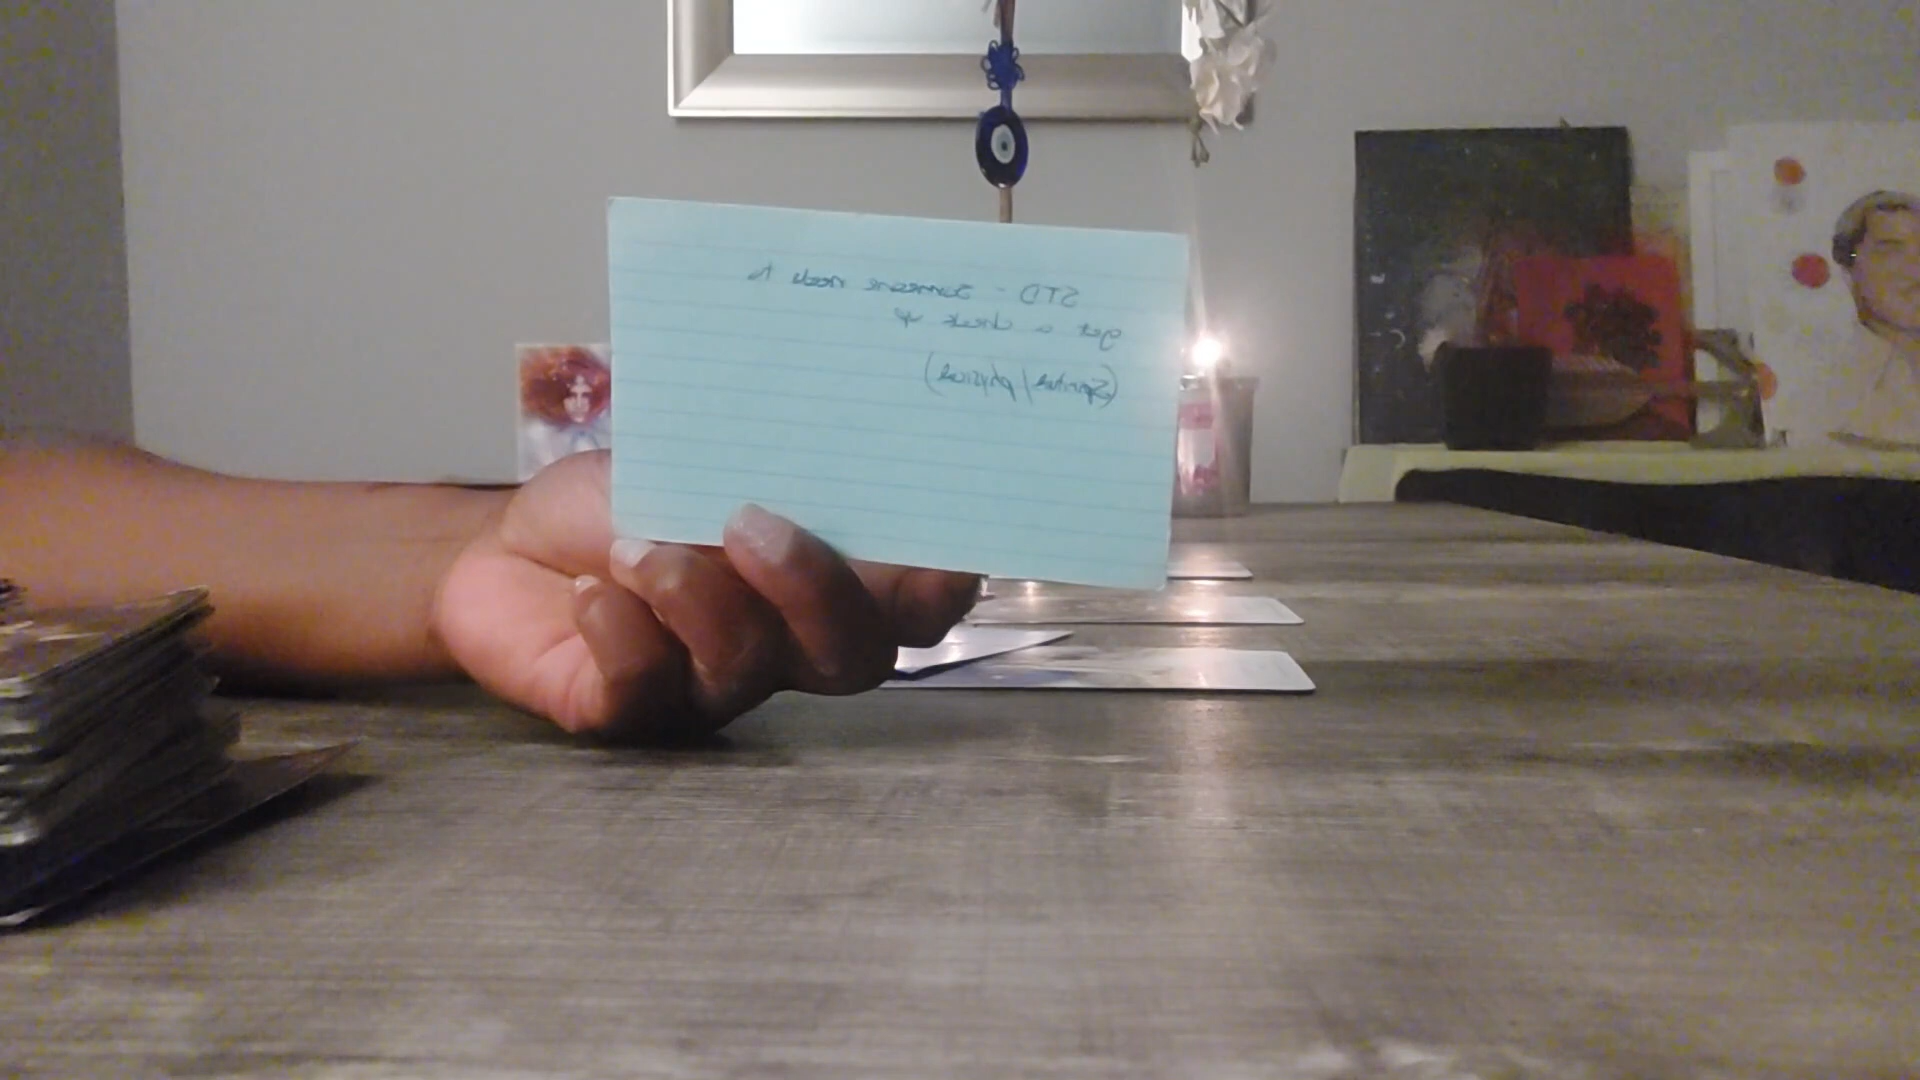 STD - Someone needs to
get a check up
(Spiritual/physical)